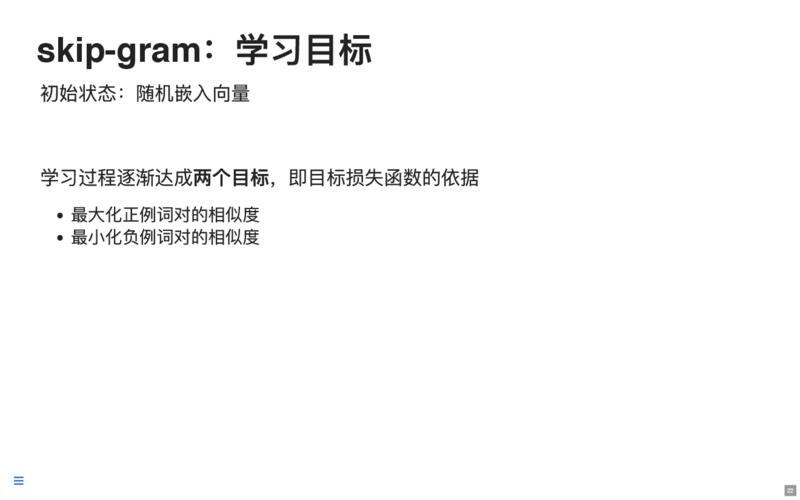 skip-gram：学习目标
初始状态：随机嵌入向量
学习过程逐渐达成两个目标，即目标损失函数的依据
• 最大化正例词对的相似度
• 最小化负例词对的相似度
22